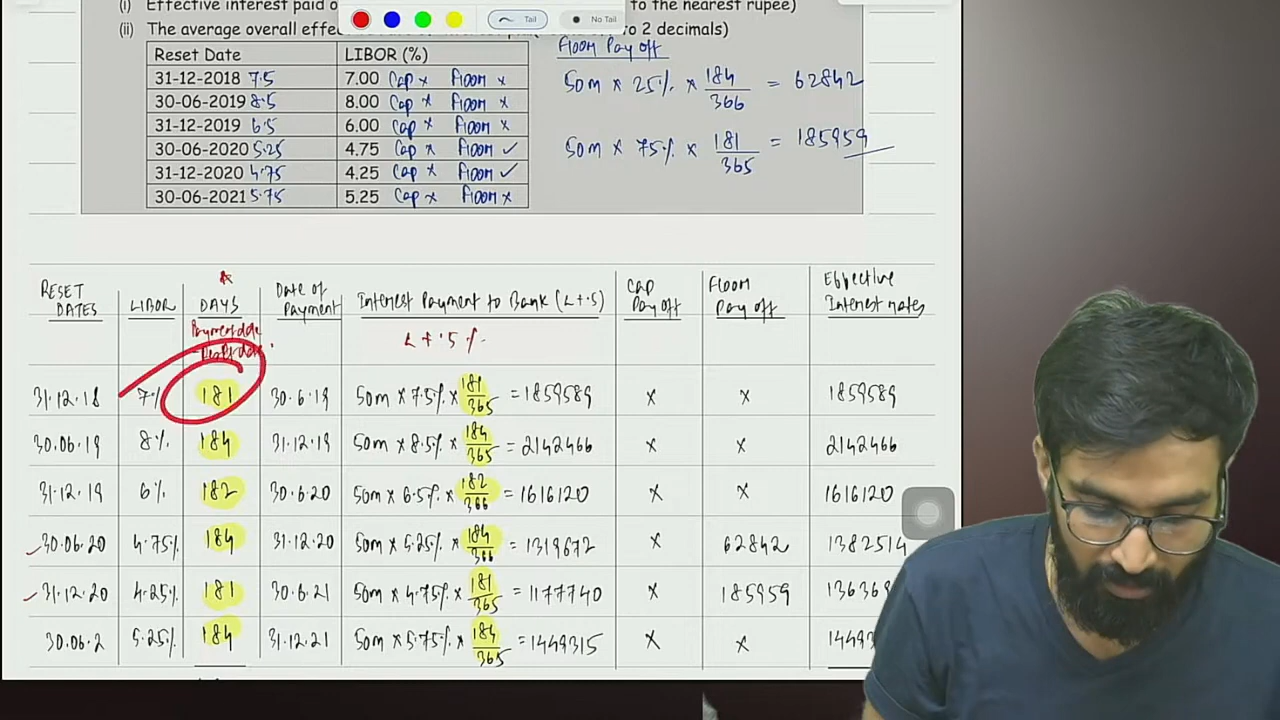 (i) Effective interest paid o to the nearest rupee)
Tail
No Tail
(ii) The average overall effe to 2 decimals)
Floor Pay off
Reset Date LIBOR (%)
31-12-2018 7.5 7.00 Cap x Floor x
30-06-2019 8.5 8.00 Cap x Floor x
31-12-2019 6.5 6.00 Cap x Floor x
30-06-2020 5.25 4.75 Cap x Floor ✓
31-12-2020 4.75 4.25 Cap x Floor ✓
30-06-2021 5.75 5.25 Cap x Floor x
50m x 25% x 184/366 = 62842
50m x 75% x 181/365 = 185959
RESET DATES LIBOR DAYS Date of Payment Interest Payment to Bank (L+.5) Cap Pay off Floor Pay off Effective Interest rates
Payment date
L + .5 %
31.12.18 7% 181 30.6.19 50m x 7.5% x 181/365 = 1859589 x x 1859589
30.06.19 8% 184 31.12.19 50m x 8.5% x 184/365 = 2142466 x x 2142466
31.12.19 6% 182 30.6.20 50m x 6.5% x 182/366 = 1616120 x x 1616120
30.06.20 4.75% 184 31.12.20 50m x 5.25% x 184/366 = 1319672 x 62842 1382514
31.12.20 4.25% 181 30.6.21 50m x 4.75% x 181/365 = 1177740 x 185959 136369
30.06.2 5.25% 184 31.12.21 50m x 5.75% x 184/365 = 1449315 x x 1449